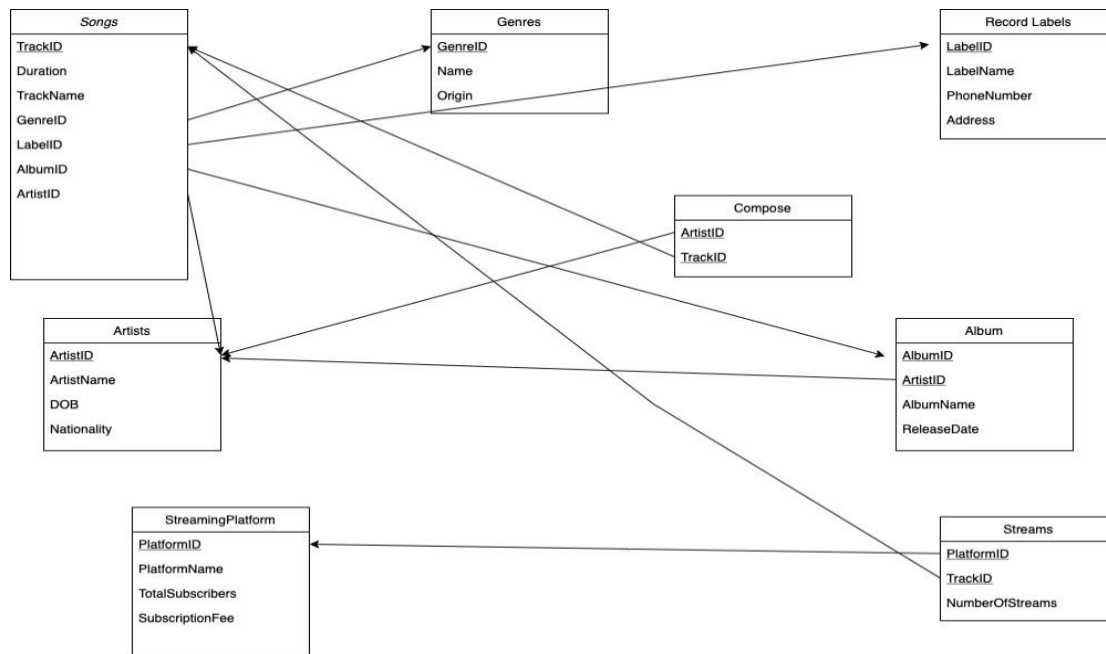 Songs
TrackID
Duration
TrackName
GenreID
LabelID
AlbumID
ArtistID
Genres
GenreID
Name
Origin
Record Labels
LabelID
LabelName
PhoneNumber
Address
Compose
ArtistID
TrackID
Artists
ArtistID
ArtistName
DOB
Nationality
Album
AlbumID
ArtistID
AlbumName
ReleaseDate
StreamingPlatform
PlatformID
PlatformName
TotalSubscribers
SubscriptionFee
Streams
PlatformID
TrackID
NumberOfStreams